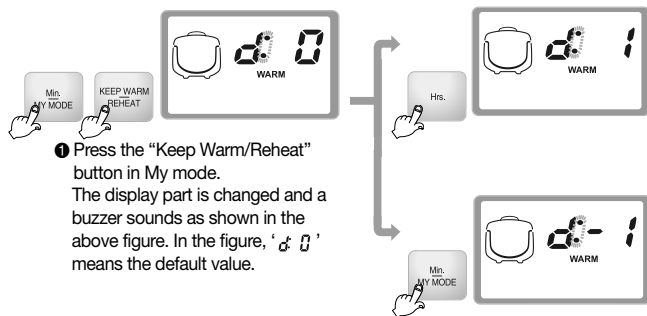 d: 0
WARM
Min.
MY MODE
KEEP WARM
REHEAT
❶ Press the “Keep Warm/Reheat”
button in My mode.
The display part is changed and a
buzzer sounds as shown in the
above figure. In the figure, ‘ d: 0 ’
means the default value.
Hrs.
d: 1
WARM
Min.
MY MODE
d:- 1
WARM